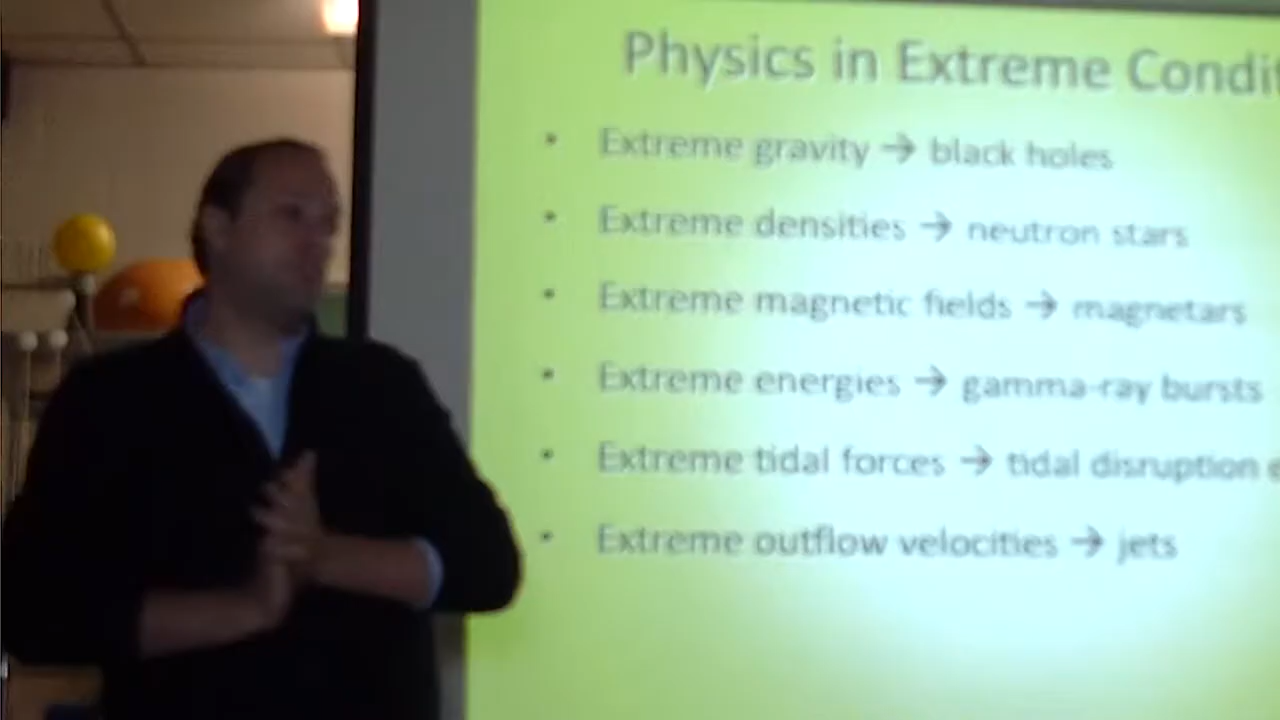 Physics in Extreme Condit
• Extreme gravity → black holes
• Extreme densities → neutron stars
• Extreme magnetic fields → magnetars
• Extreme energies → gamma-ray bursts
• Extreme tidal forces → tidal disruption e
• Extreme outflow velocities → jets